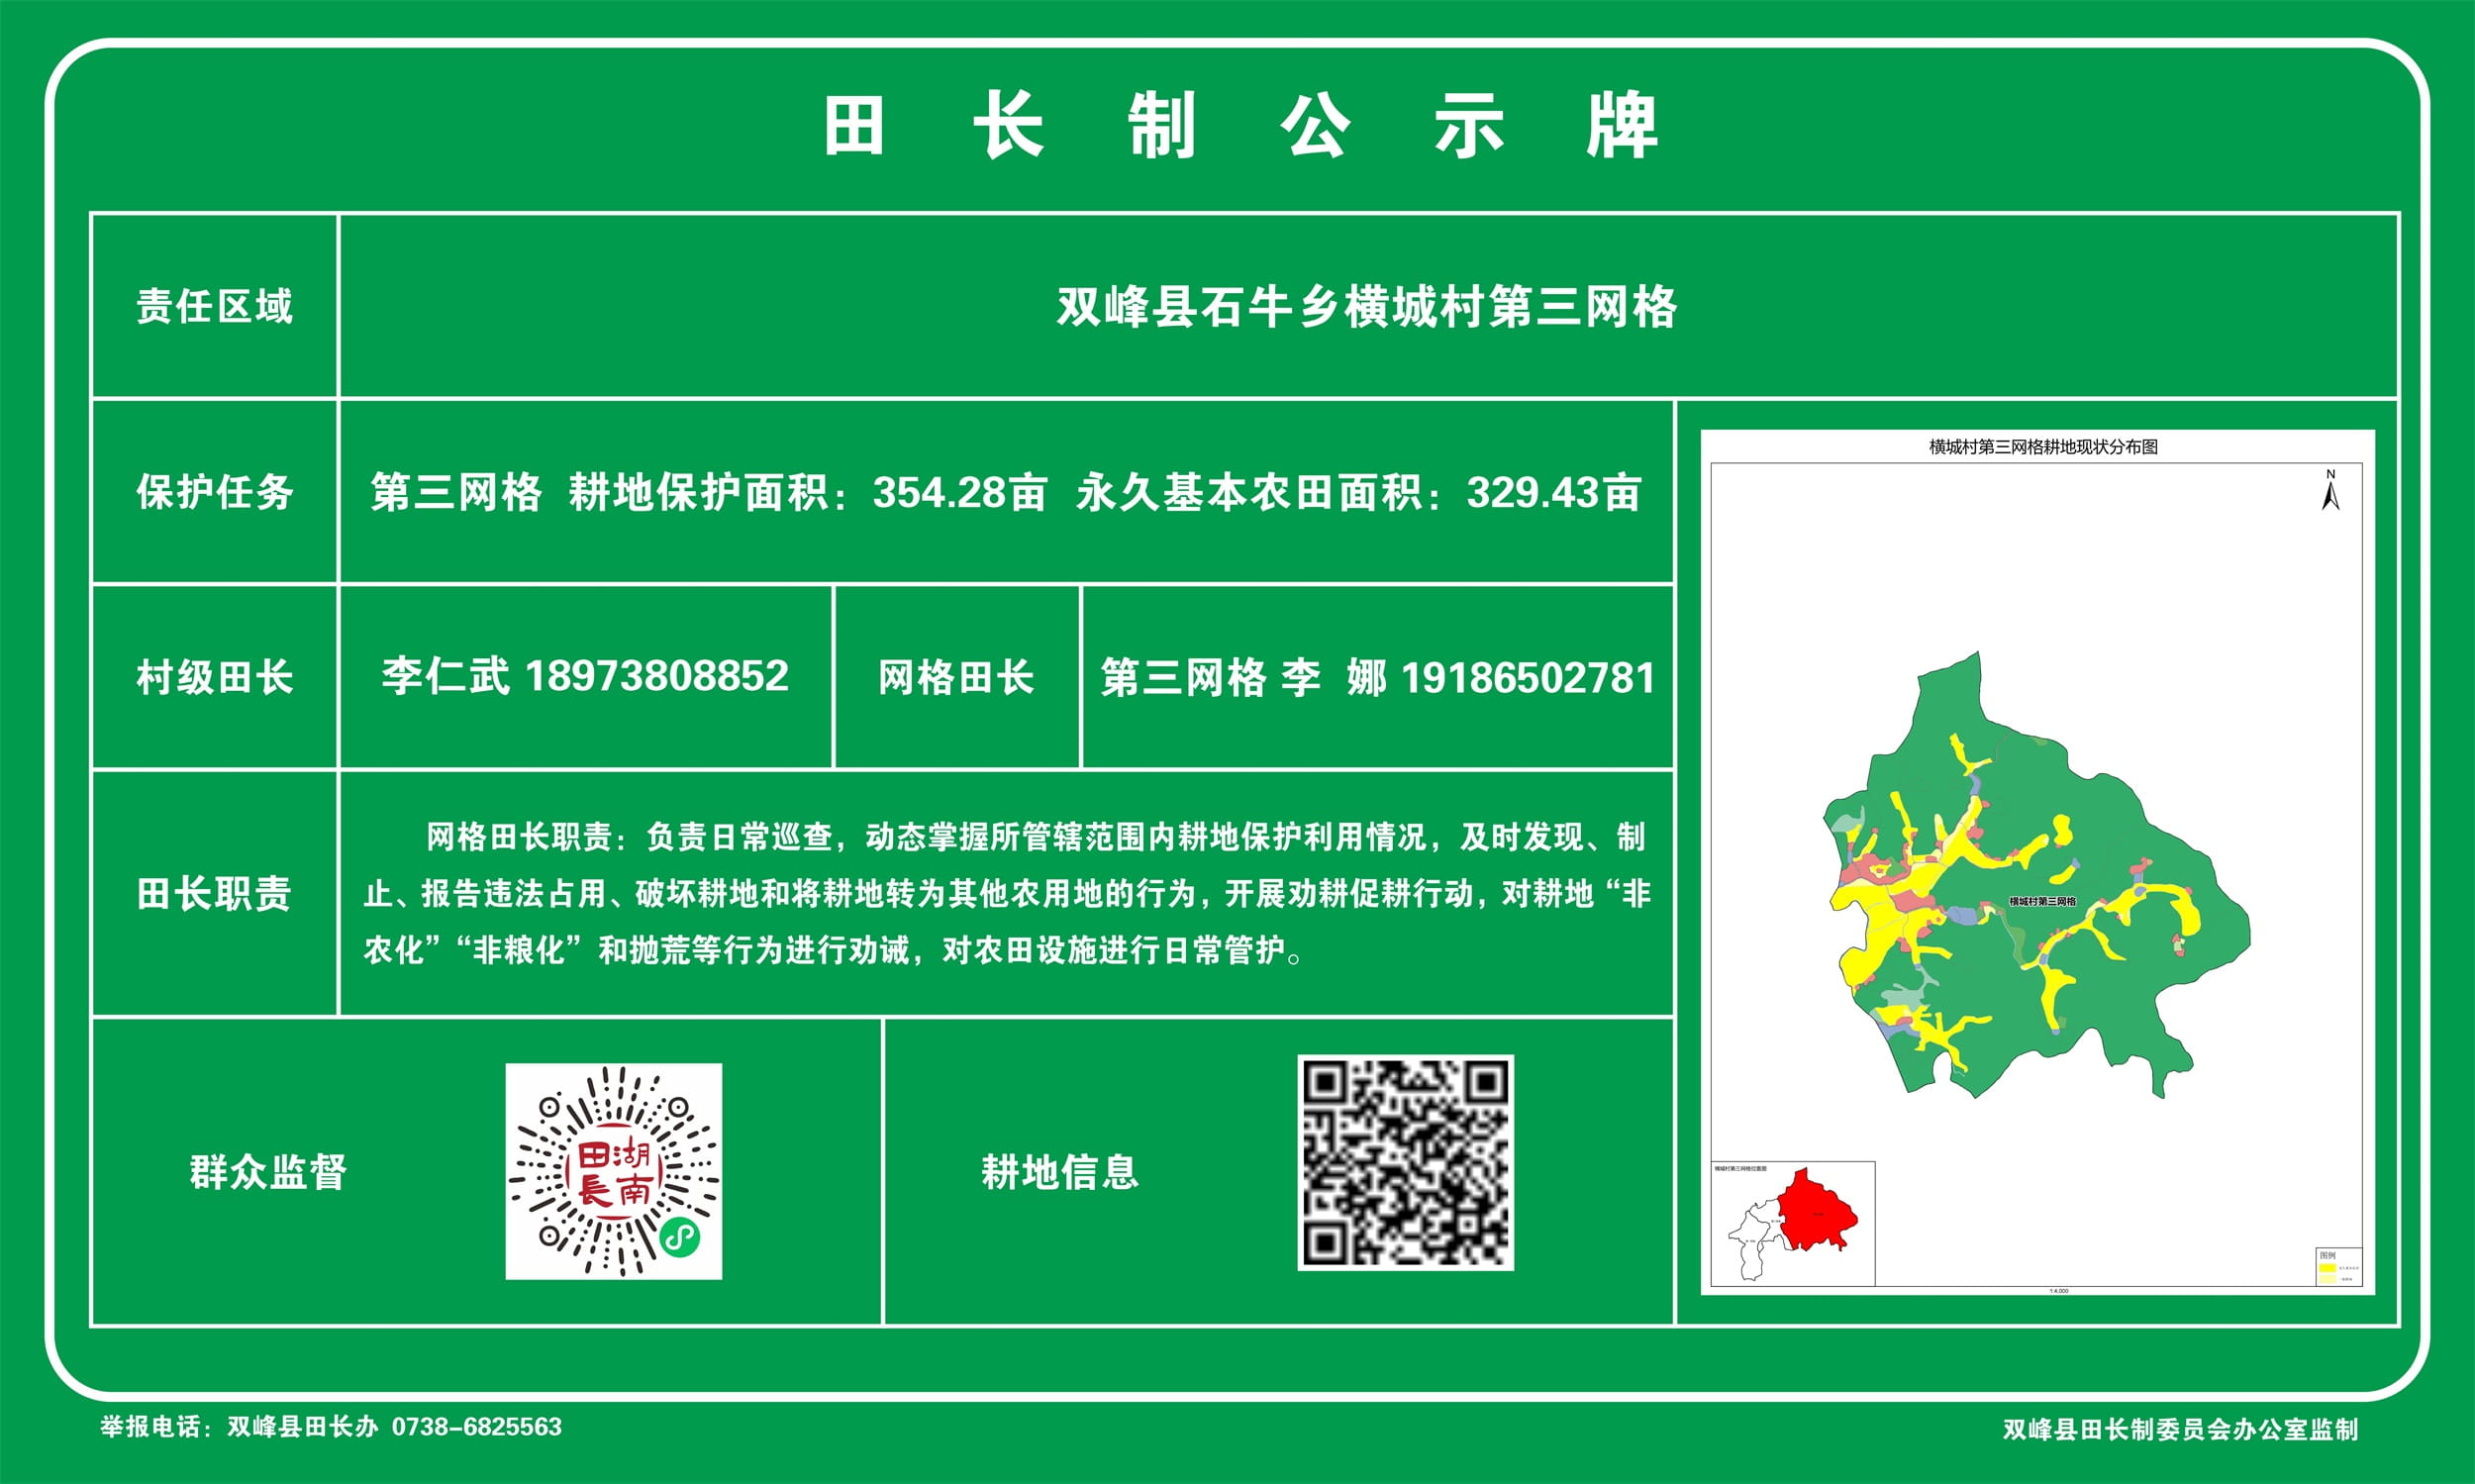 田长制公示牌
责任区域
双峰县石牛乡横城村第三网格
保护任务
第三网格 耕地保护面积：354.28亩 永久基本农田面积：329.43亩
村级田长
李仁武 18973808852
网格田长
第三网格 李 娜 19186502781
田长职责
网格田长职责：负责日常巡查，动态掌握所管辖范围内耕地保护利用情况，及时发现、制
止、报告违法占用、破坏耕地和将耕地转为其他农用地的行为，开展劝耕促耕行动，对耕地“非
农化”“非粮化”和抛荒等行为进行劝诫，对农田设施进行日常管护。
群众监督
湖南
田長
耕地信息
横城村第三网格耕地现状分布图
N
横城村第三网格
横城村第三网格位置图
图例
1:4,000
举报电话：双峰县田长办 0738-6825563
双峰县田长制委员会办公室监制